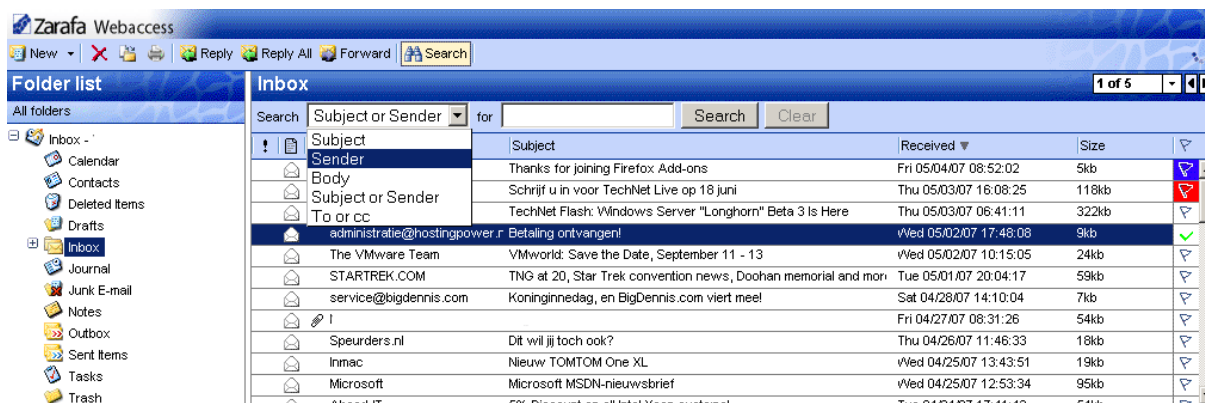 Zarafa Webaccess
New Reply Reply All Forward Search
Folder list
All folders
Inbox -
Calendar
Contacts
Deleted Items
Drafts
Inbox
Journal
Junk E-mail
Notes
Outbox
Sent Items
Tasks
Trash
Inbox 1 of 5
Search Subject or Sender for Search Clear
Subject
Sender
Body
Subject or Sender
To or cc
! Subject Received Size
Thanks for joining Firefox Add-ons Fri 05/04/07 08:52:02 5kb
Schrijf u in voor TechNet Live op 18 juni Thu 05/03/07 16:08:25 118kb
TechNet Flash: Windows Server "Longhorn" Beta 3 Is Here Thu 05/03/07 06:41:11 322kb
administratie@hostingpower.r Betaling ontvangen! Wed 05/02/07 17:48:08 9kb
The VMware Team VMworld: Save the Date, September 11 - 13 Wed 05/02/07 10:15:05 24kb
STARTREK.COM TNG at 20, Star Trek convention news, Doohan memorial and more Tue 05/01/07 20:04:17 59kb
service@bigdennis.com Koninginnedag, en BigDennis.com viert mee! Sat 04/28/07 14:10:04 7kb
Fri 04/27/07 08:31:26 54kb
Speurders.nl Dit wil jij toch ook? Thu 04/26/07 11:46:33 18kb
Inmac Nieuw TOMTOM One XL Wed 04/25/07 13:43:51 19kb
Microsoft Microsoft MSDN-nieuwsbrief Wed 04/25/07 12:53:34 95kb